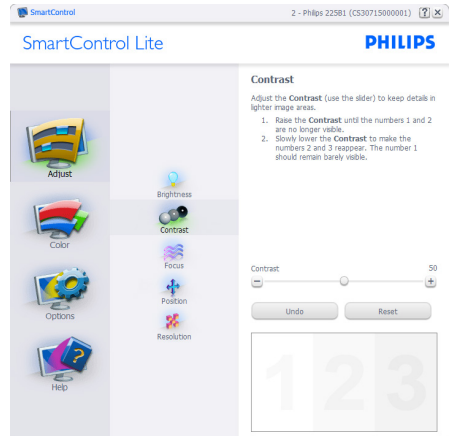 SmartControl
2 - Philips 225B1 (CS30715000001)
?
×
SmartControl Lite
PHILIPS
Adjust
Color
Options
Help
Brightness
Contrast
Focus
Position
Resolution
Contrast
Adjust the Contrast (use the slider) to keep details in
lighter image areas.
1. Raise the Contrast until the numbers 1 and 2
are no longer visible.
2. Slowly lower the Contrast to make the
numbers 2 and 3 reappear. The number 1
should remain barely visible.
Contrast 50
− +
Undo Reset
1 2 3